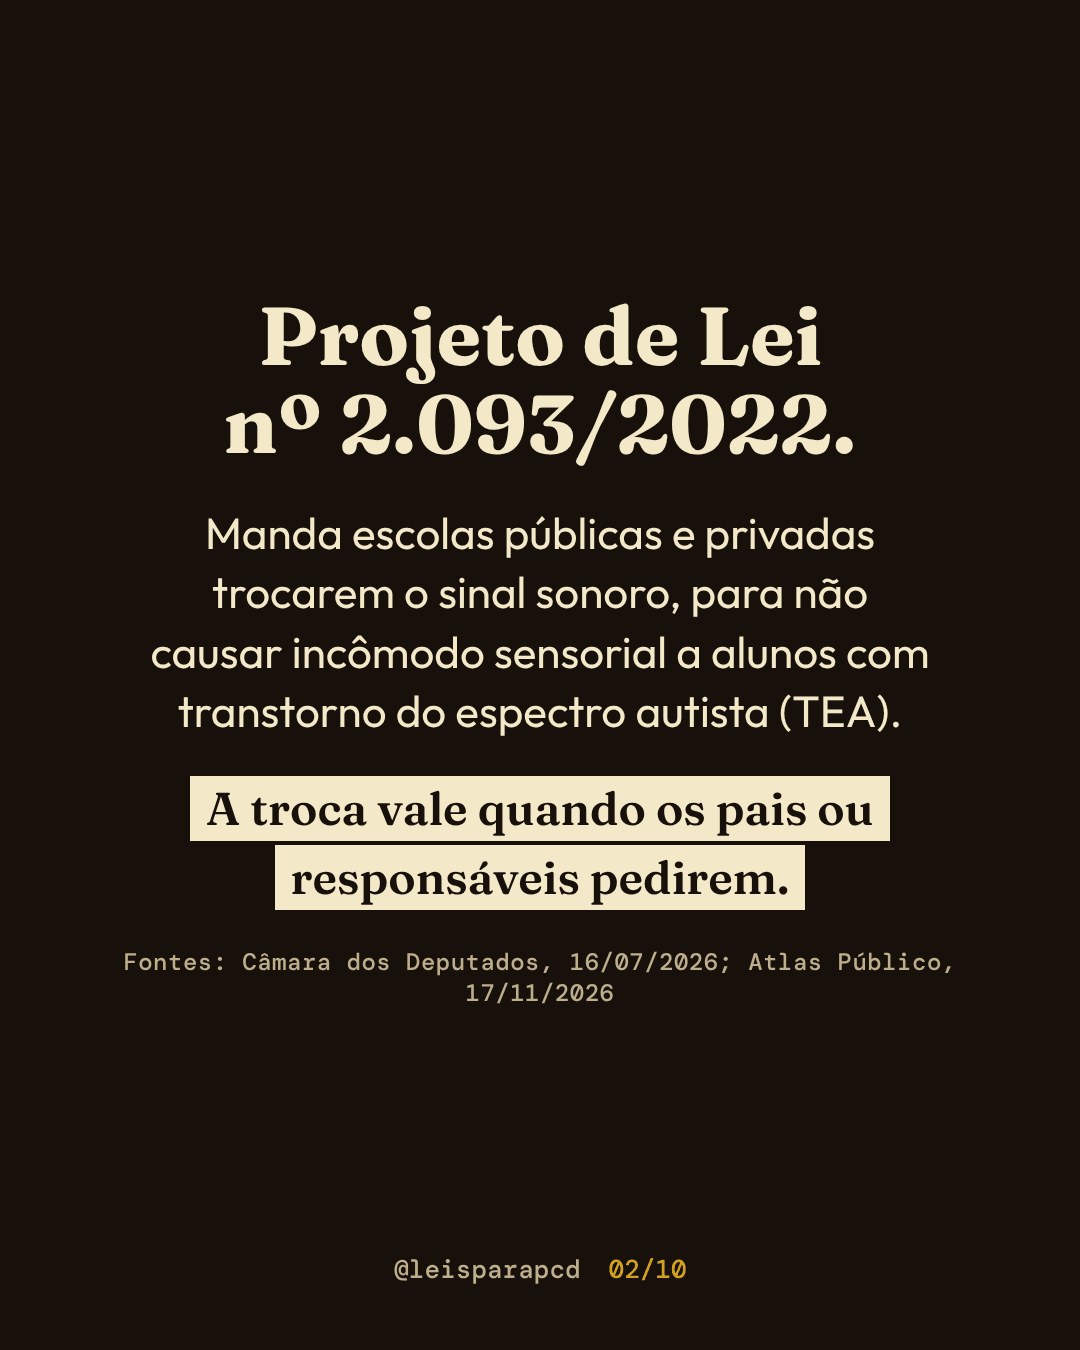 Projeto de Lei
nº 2.093/2022.
Manda escolas públicas e privadas
trocarem o sinal sonoro, para não
causar incômodo sensorial a alunos com
transtorno do espectro autista (TEA).
A troca vale quando os pais ou
responsáveis pedirem.
Fontes: Câmara dos Deputados, 16/07/2026; Atlas Público,
17/11/2026
@leisparapcd 02/10